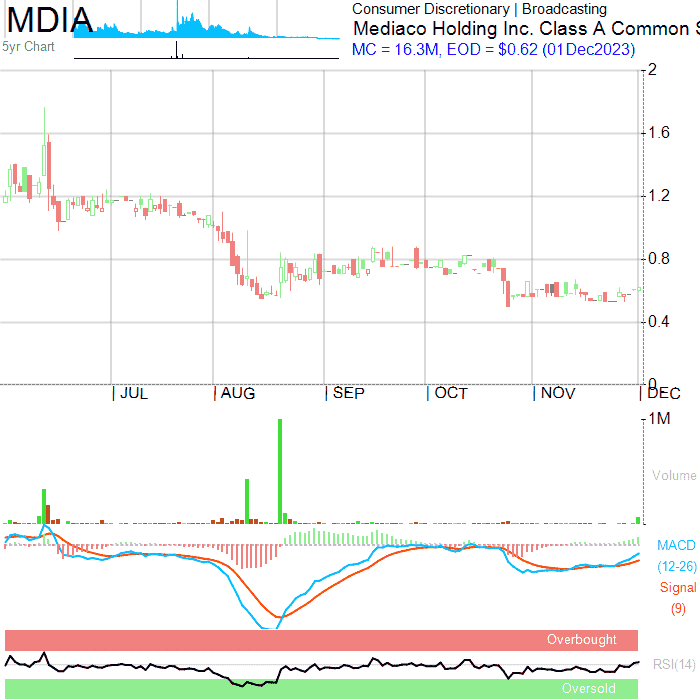 MDIA
5yr Chart
Consumer Discretionary | Broadcasting
Mediaco Holding Inc. Class A Common S
MC = 16.3M, EOD = $0.62 (01Dec2023)
2
1.6
1.2
0.8
0.4
0
| JUL | AUG | SEP | OCT | NOV | DEC
1M
Volume
MACD
(12-26)
Signal
(9)
Overbought
RSI(14)
Oversold